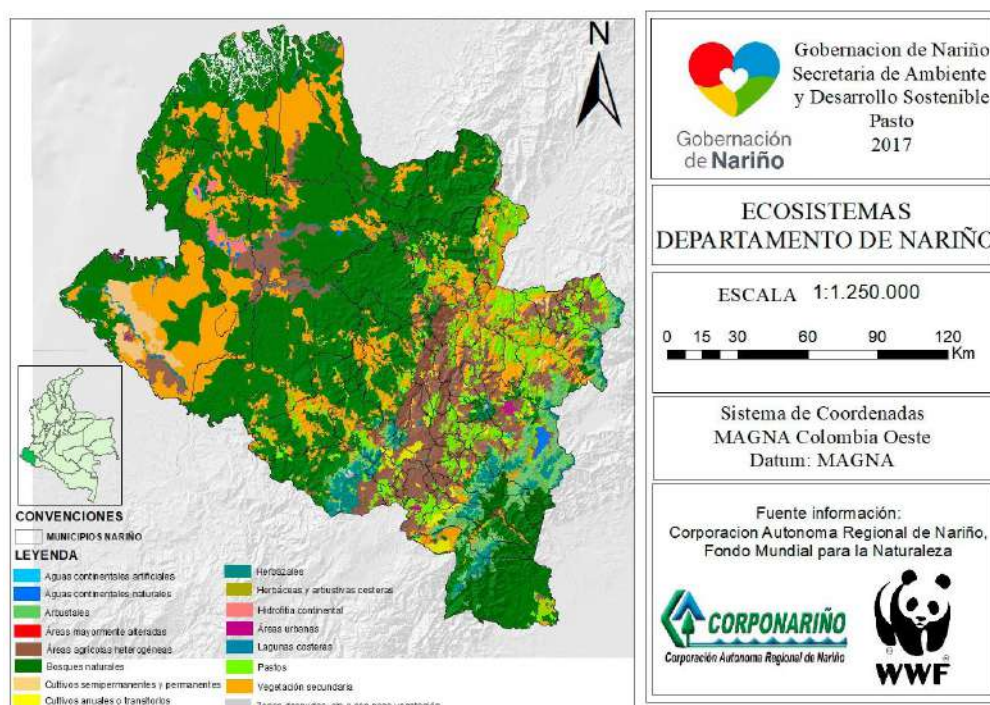 N
CONVENCIONES
MUNICIPIOS NARIÑO
LEYENDA
Aguas continentales artificiales
Aguas continentales naturales
Arbustales
Áreas mayormente alteradas
Áreas agrícolas heterogéneas
Bosques naturales
Cultivos semipermanentes y permanentes
Cultivos anuales o transitorios
Herbazales
Herbáceas y arbustivas costeras
Hidrofitia continental
Áreas urbanas
Lagunas costeras
Pastos
Vegetación secundaria
Gobernación
de Nariño
Gobernacion de Nariño
Secretaria de Ambiente
y Desarrollo Sostenible
Pasto
2017
ECOSISTEMAS
DEPARTAMENTO DE NARIÑO
ESCALA 1:1.250.000
0 15 30 60 90 120
Km
Sistema de Coordenadas
MAGNA Colombia Oeste
Datum: MAGNA
Fuente información:
Corporacion Autonoma Regional de Nariño,
Fondo Mundial para la Naturaleza
CORPONARIÑO
Corporación Autonoma Regional de Nariño
WWF